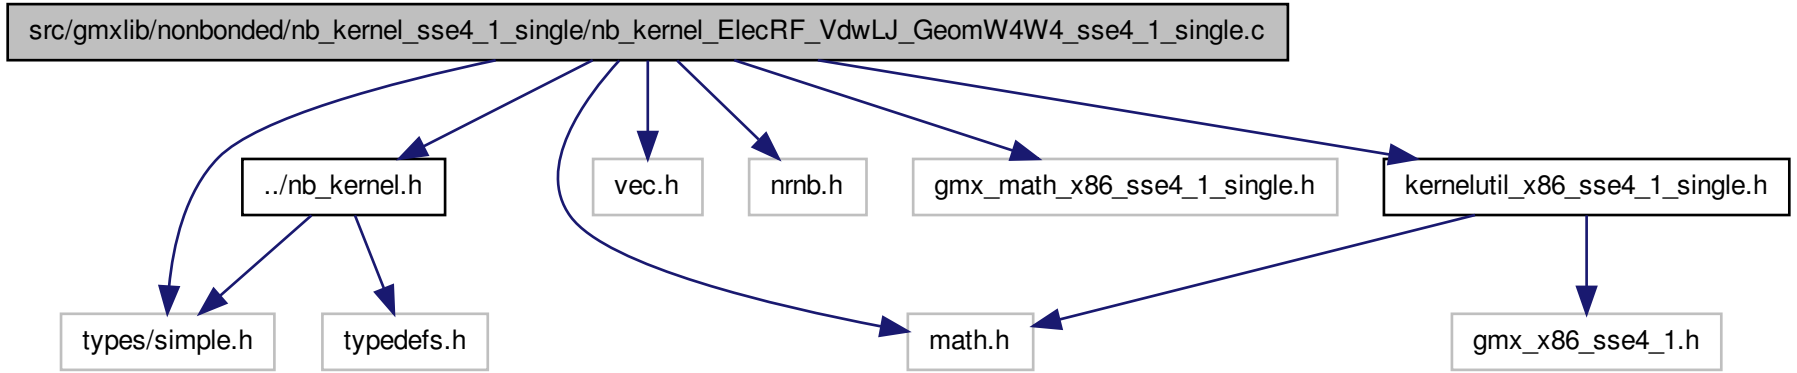 src/gmxlib/nonbonded/nb_kernel_sse4_1_single/nb_kernel_ElecRF_VdwLJ_GeomW4W4_sse4_1_single.c
../nb_kernel.h
vec.h
nrnb.h
gmx_math_x86_sse4_1_single.h
kernelutil_x86_sse4_1_single.h
types/simple.h
typedefs.h
math.h
gmx_x86_sse4_1.h